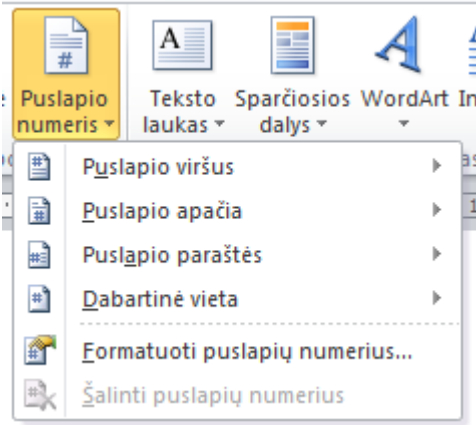 Puslapio Teksto Sparčiosios WordArt
numeris laukas dalys
Puslapio viršus
Puslapio apačia
Puslapio paraštės
Dabartinė vieta
Formatuoti puslapių numerius...
Šalinti puslapių numerius